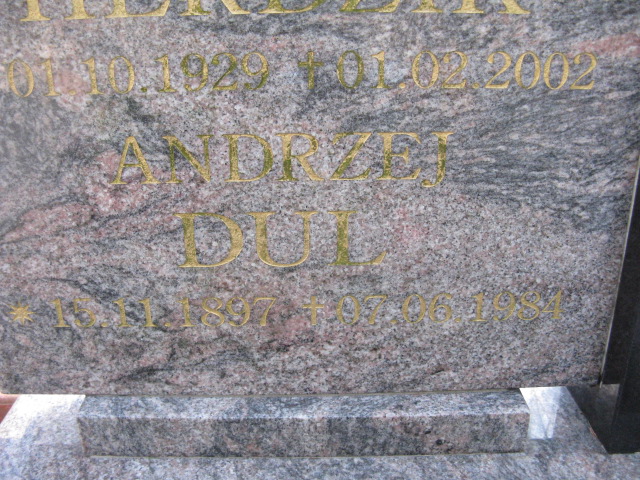 01.10.1929 † 01.02.2002
ANDRZEJ
DUL
* 15.11.1897 † 07.06.1984